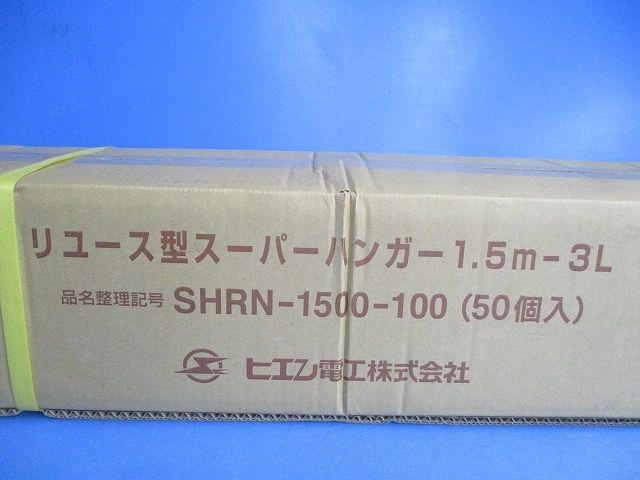 リユース型スーパーハンガー1.5m-3L
品名整理記号 SHRN-1500-100 (50個入)
ヒエン電工株式会社